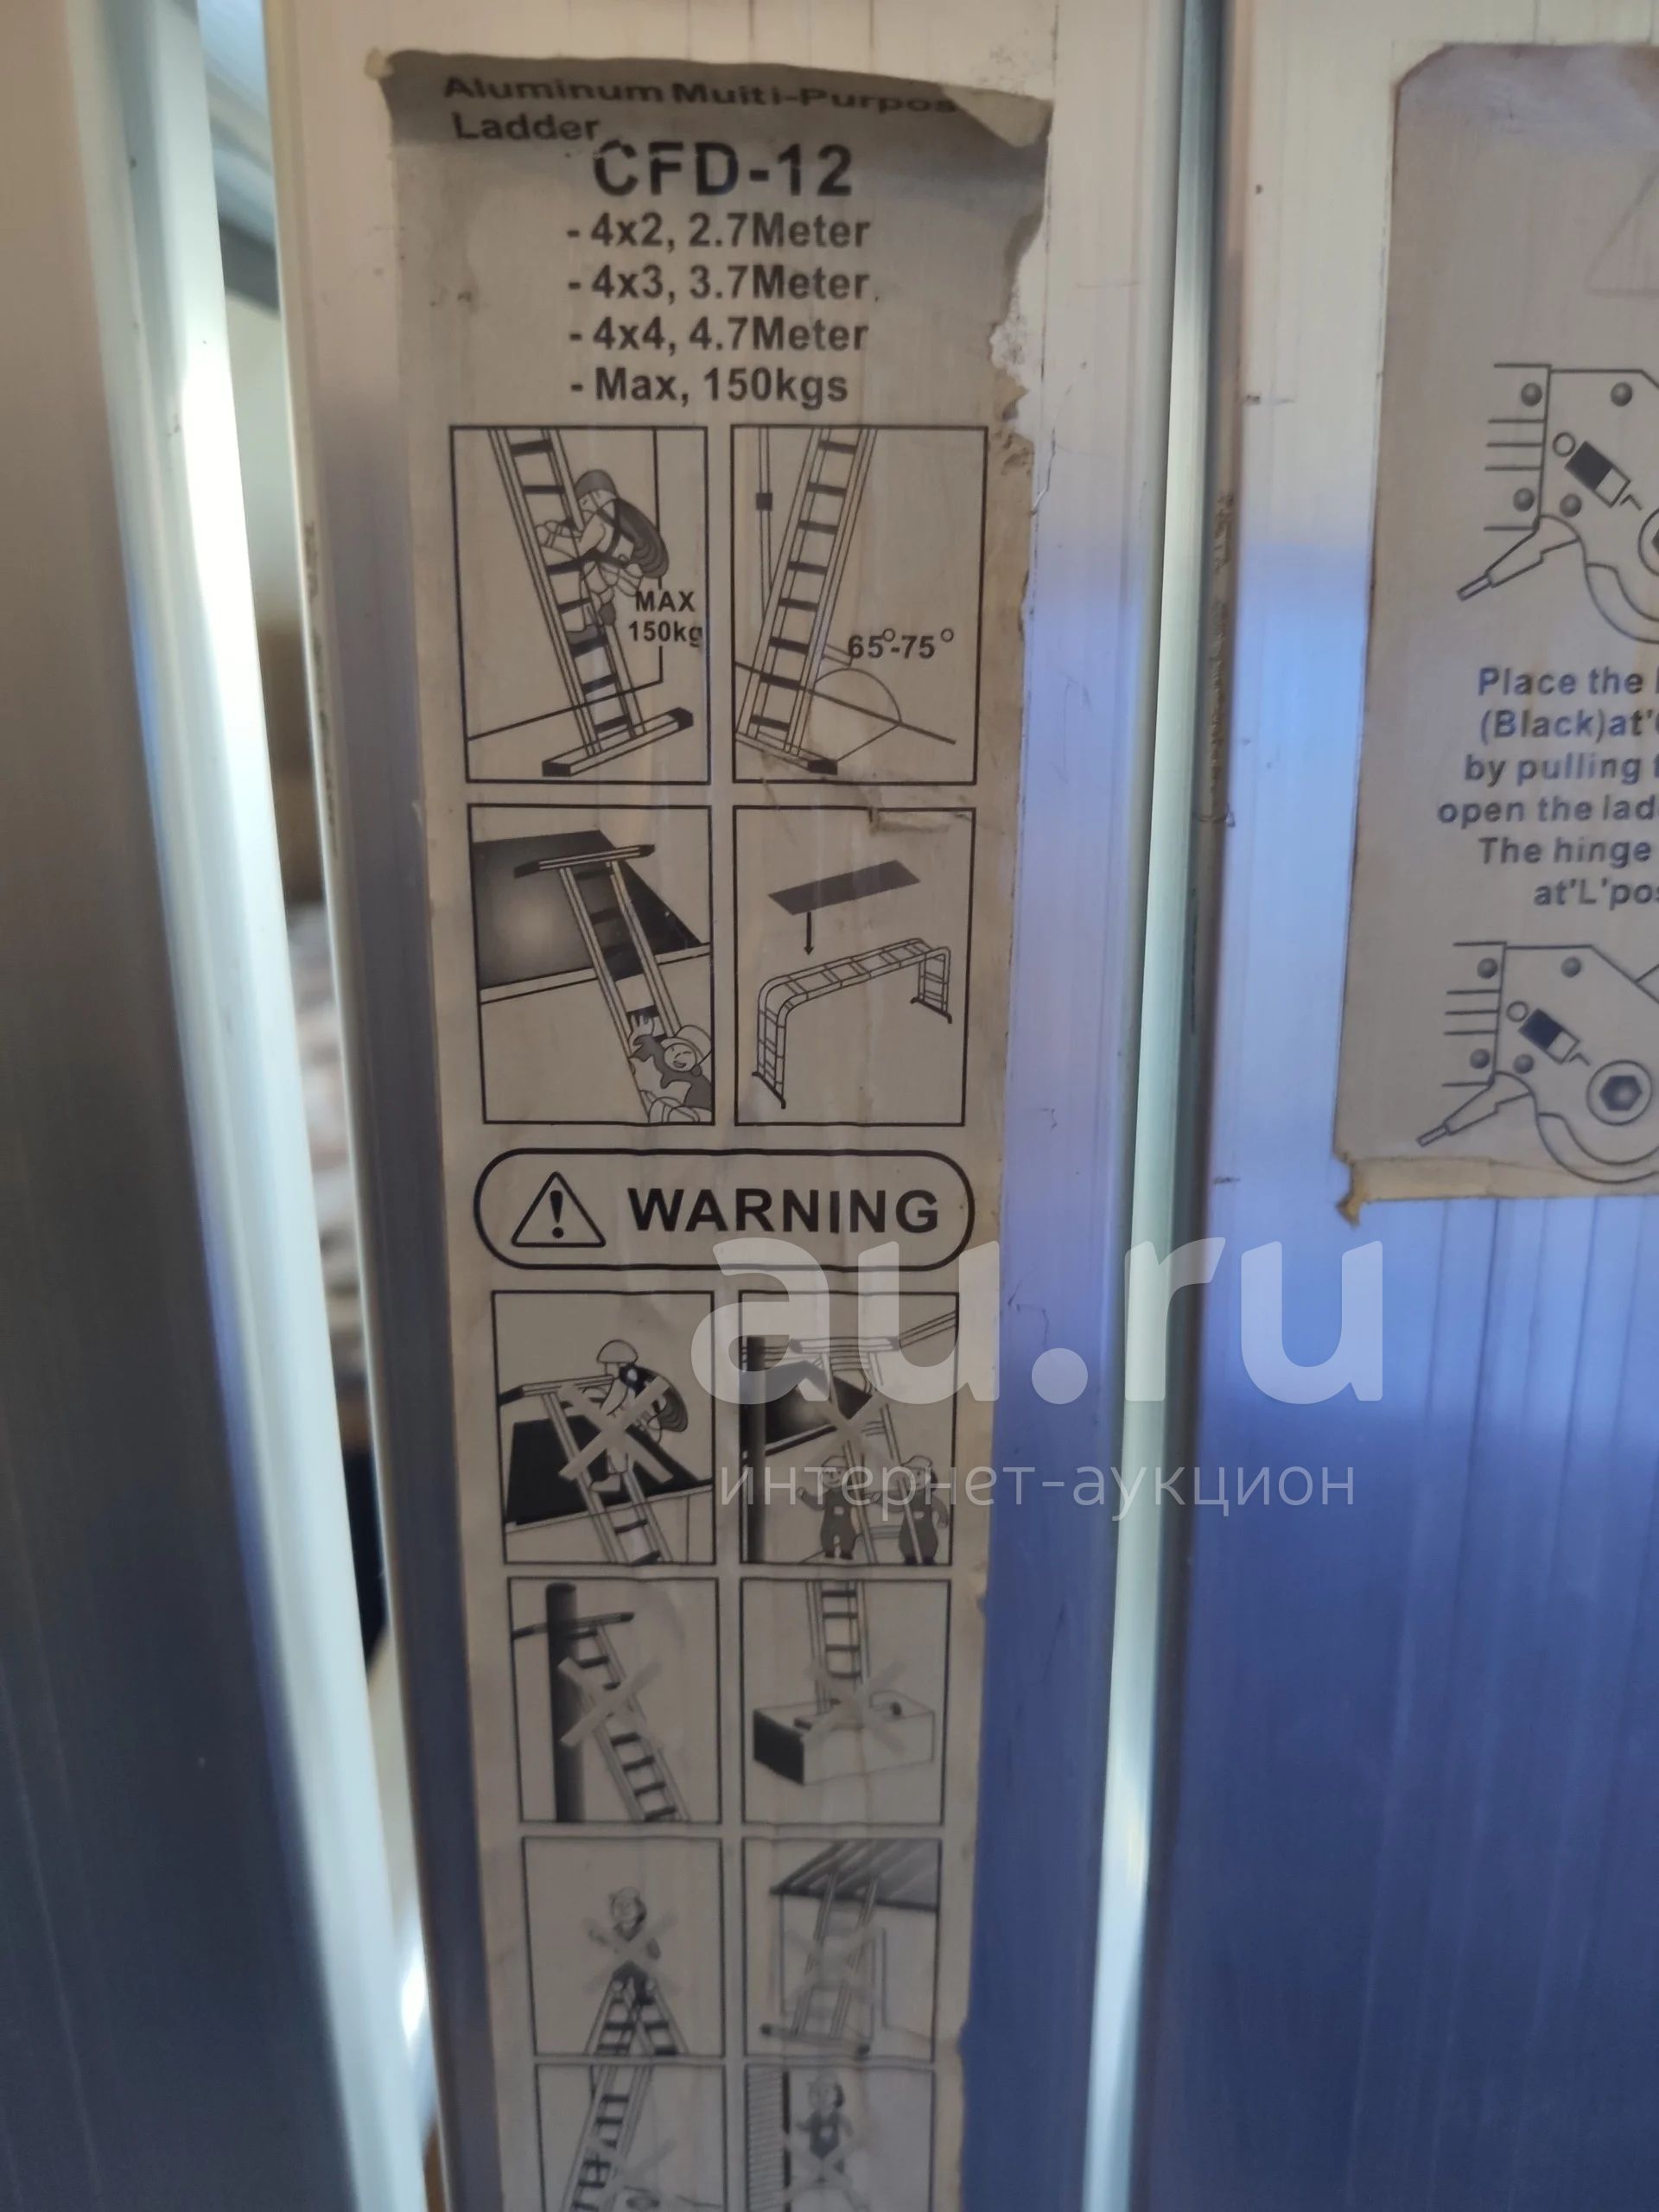 Aluminum Muiti-Purpos
Ladder
CFD-12
- 4x2, 2.7Meter
- 4x3, 3.7Meter
- 4x4, 4.7Meter
- Max, 150kgs
MAX
150kg
65°-75°
WARNING
Place the
(Black)at'
by pulling
open the lad
The hinge
at'L'pos
au.ru
интернет-аукцион